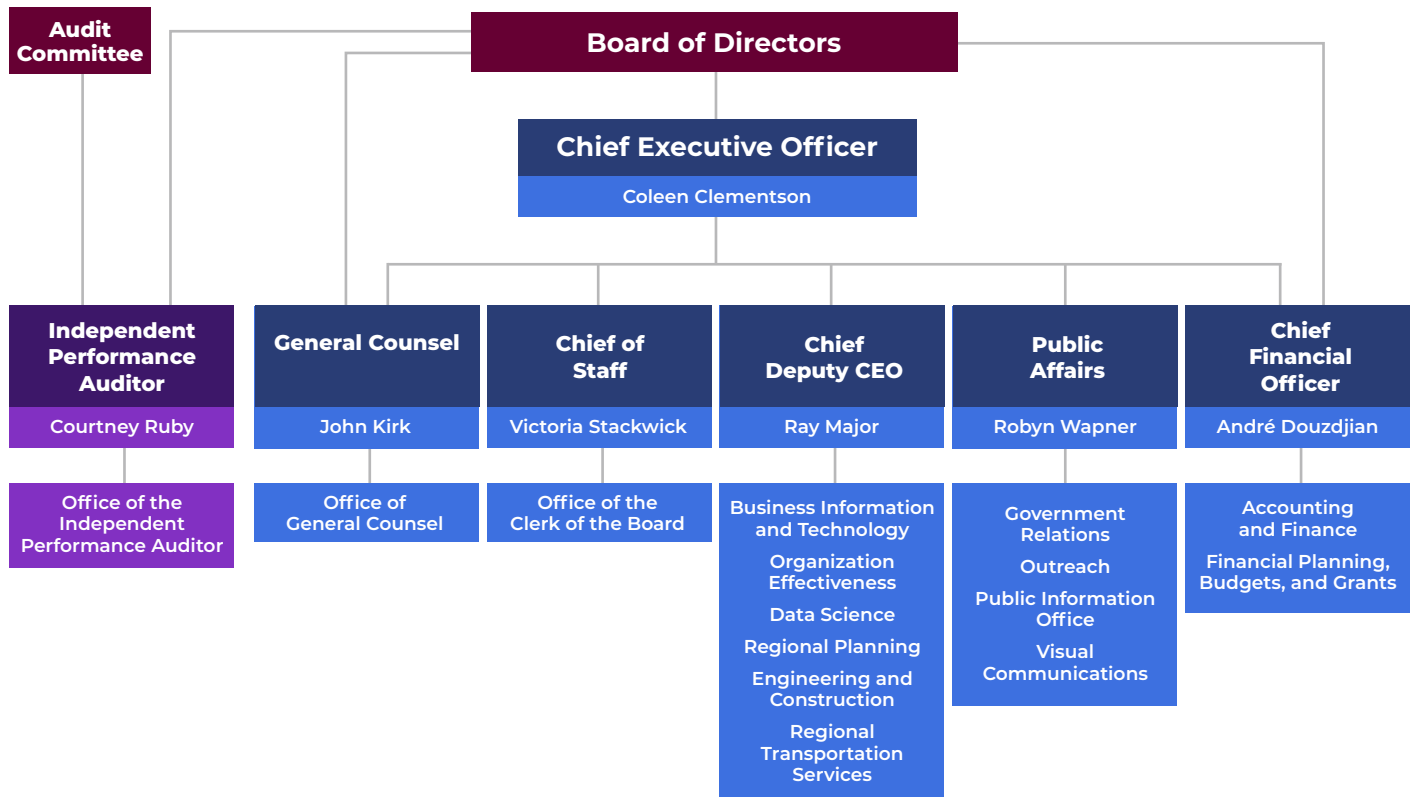 Audit
Committee
Board of Directors
Chief Executive Officer
Coleen Clementson
Independent
Performance
Auditor
Courtney Ruby
Office of the
Independent
Performance Auditor
General Counsel
John Kirk
Office of
General Counsel
Chief of
Staff
Victoria Stackwick
Office of the
Clerk of the Board
Chief
Deputy CEO
Ray Major
Business Information
and Technology
Organization
Effectiveness
Data Science
Regional Planning
Engineering and
Construction
Regional
Transportation
Services
Public
Affairs
Robyn Wapner
Government
Relations
Outreach
Public Information
Office
Visual
Communications
Chief
Financial
Officer
André Douzdjian
Accounting
and Finance
Financial Planning,
Budgets, and Grants